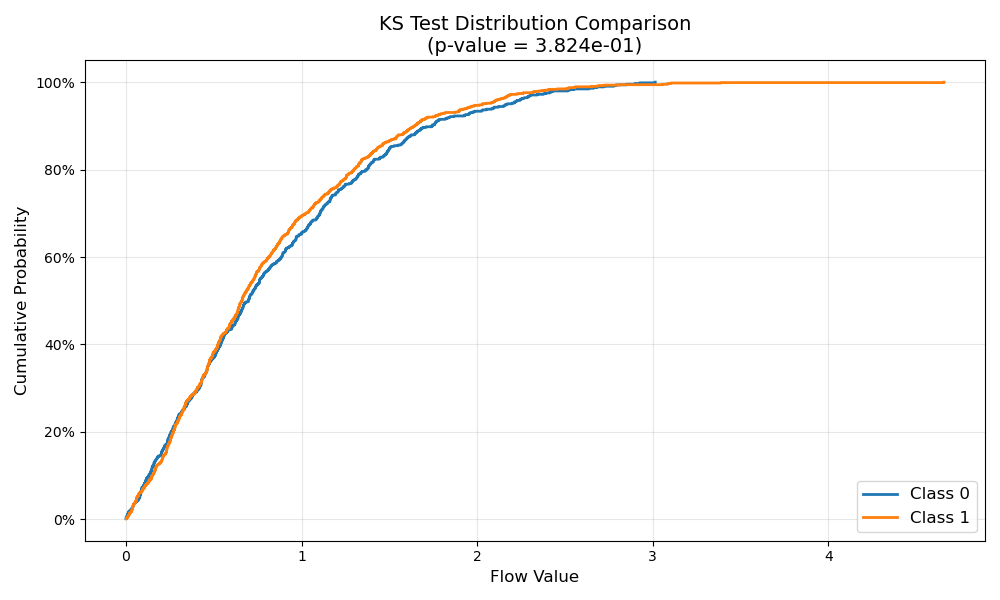 KS Test Distribution Comparison
(p-value = 3.824e-01)
Cumulative Probability
100%
80%
60%
40%
20%
0%
0 1 2 3 4
Flow Value
Class 0
Class 1